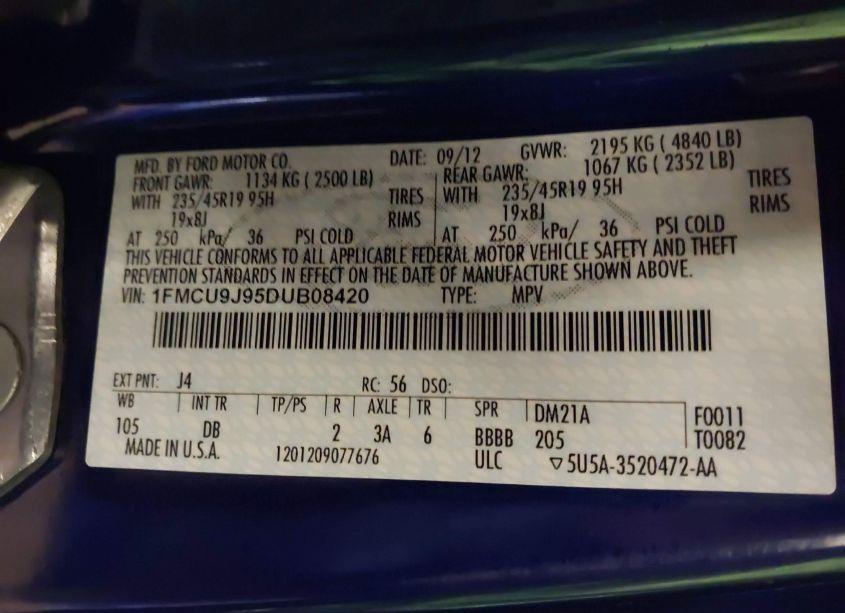 MFD. BY FORD MOTOR CO. DATE: 09/12 GVWR: 2195 KG ( 4840 LB)
FRONT GAWR: 1134 KG ( 2500 LB) REAR GAWR: 1067 KG ( 2352 LB)
WITH 235/45R19 95H TIRES WITH 235/45R19 95H TIRES
19x8J RIMS 19x8J RIMS
AT 250 kPa/ 36 PSI COLD AT 250 kPa/ 36 PSI COLD
THIS VEHICLE CONFORMS TO ALL APPLICABLE FEDERAL MOTOR VEHICLE SAFETY AND THEFT
PREVENTION STANDARDS IN EFFECT ON THE DATE OF MANUFACTURE SHOWN ABOVE.
VIN: 1FMCU9J95DUB08420 TYPE: MPV
EXT PNT: J4 RC: 56 DSO:
WB INT TR TP/PS R AXLE TR SPR DM21A F0011
105 DB 2 3A 6 BBBB 205 T0082
MADE IN U.S.A. 1201209077676 ULC ▽5U5A-3520472-AA